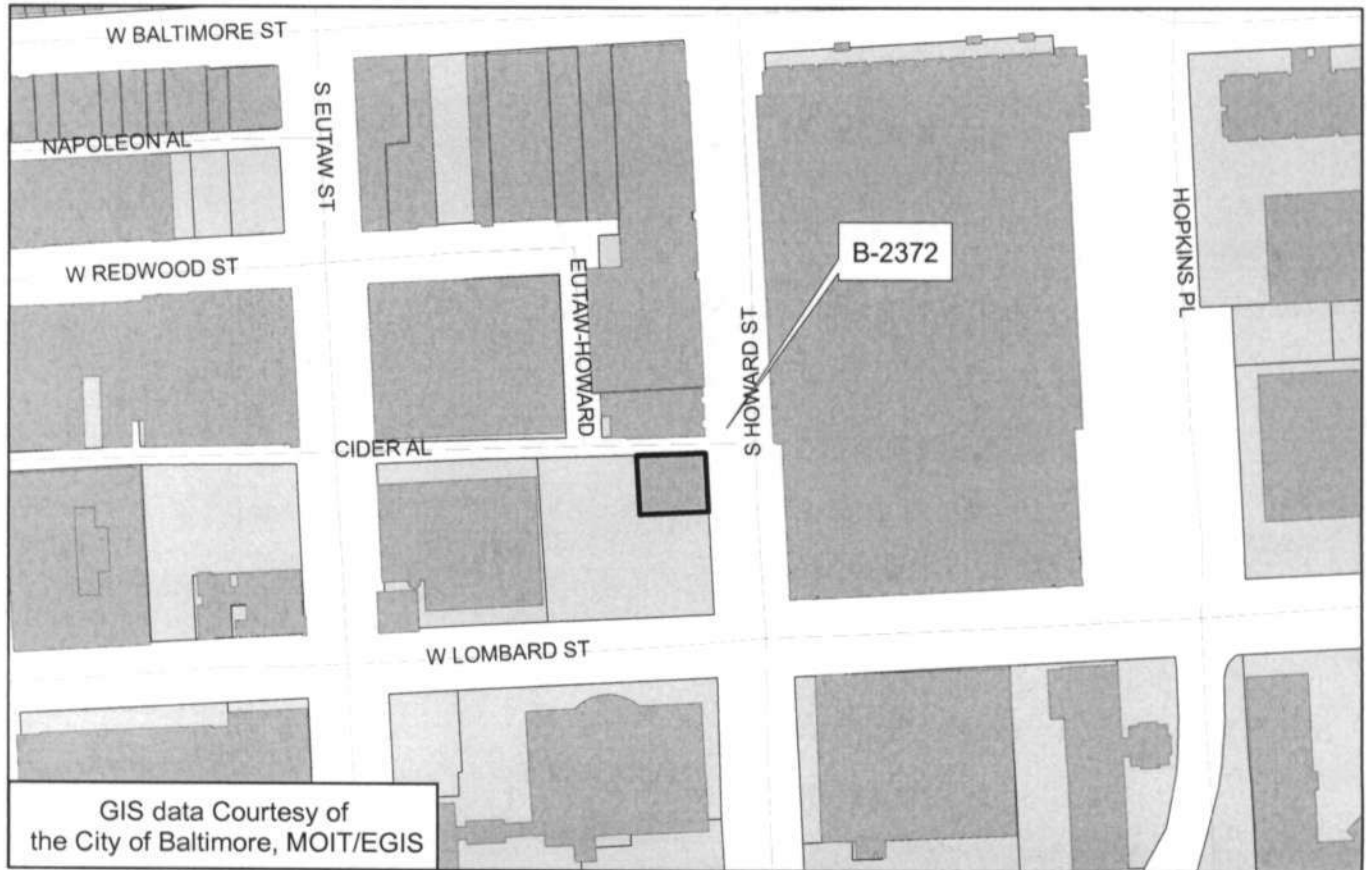 W BALTIMORE ST
S EUTAW ST
NAPOLEON AL
W REDWOOD ST
EUTAW-HOWARD
S HOWARD ST
B-2372
HOPKINS PL
CIDER AL
W LOMBARD ST
GIS data Courtesy of
the City of Baltimore, MOIT/EGIS